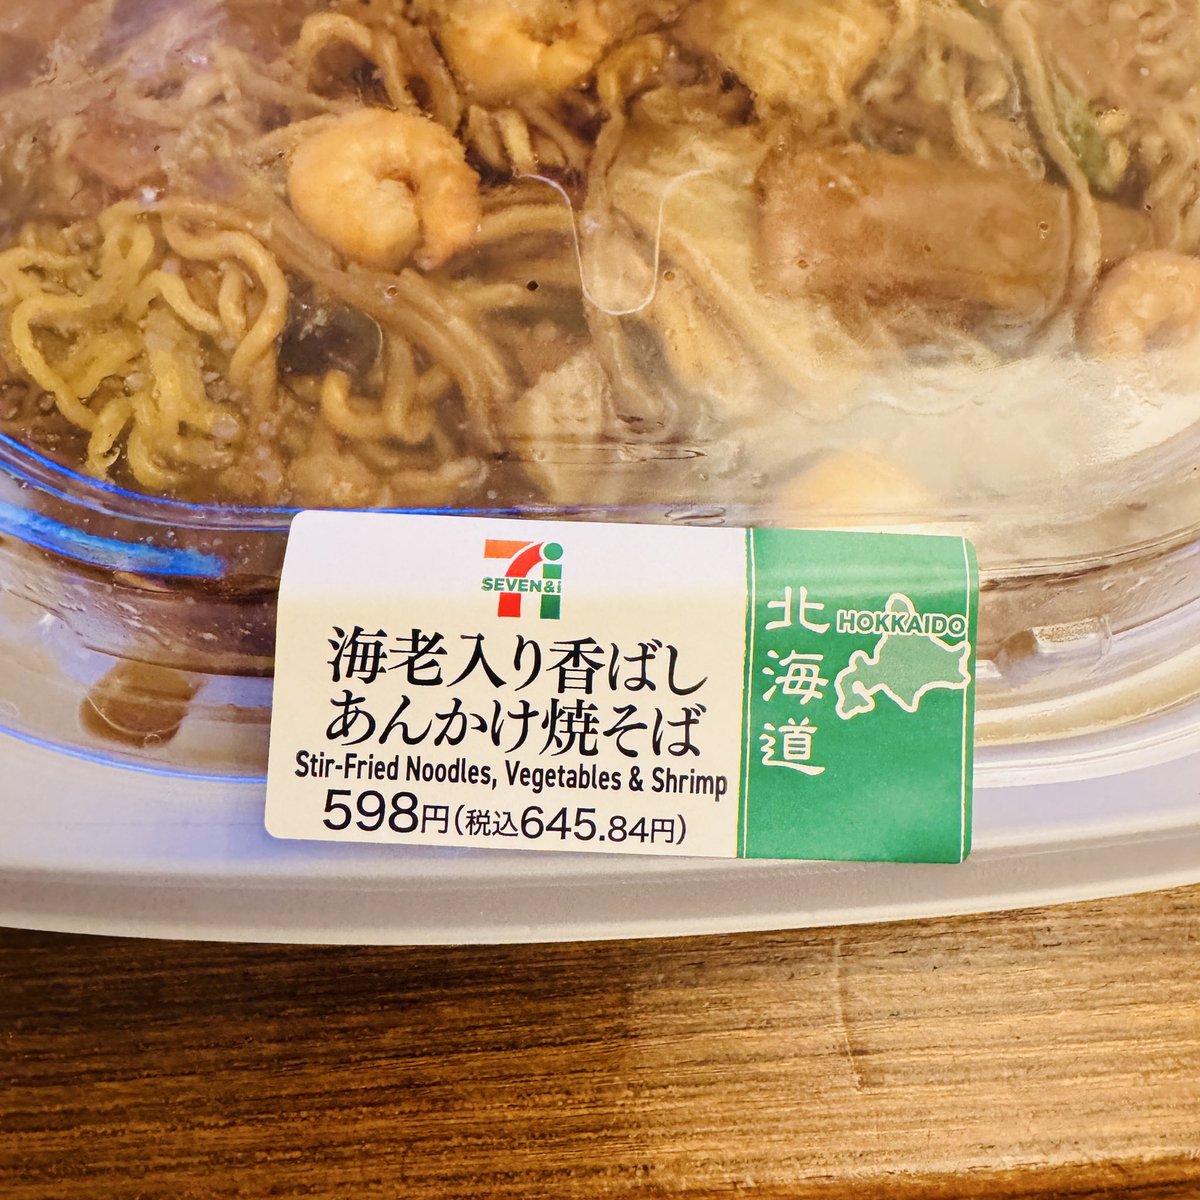 SEVEN&i
海老入り香ばし
あんかけ焼そば
Stir-Fried Noodles, Vegetables & Shrimp
598円(税込645.84円)
北海道
HOKKAIDO